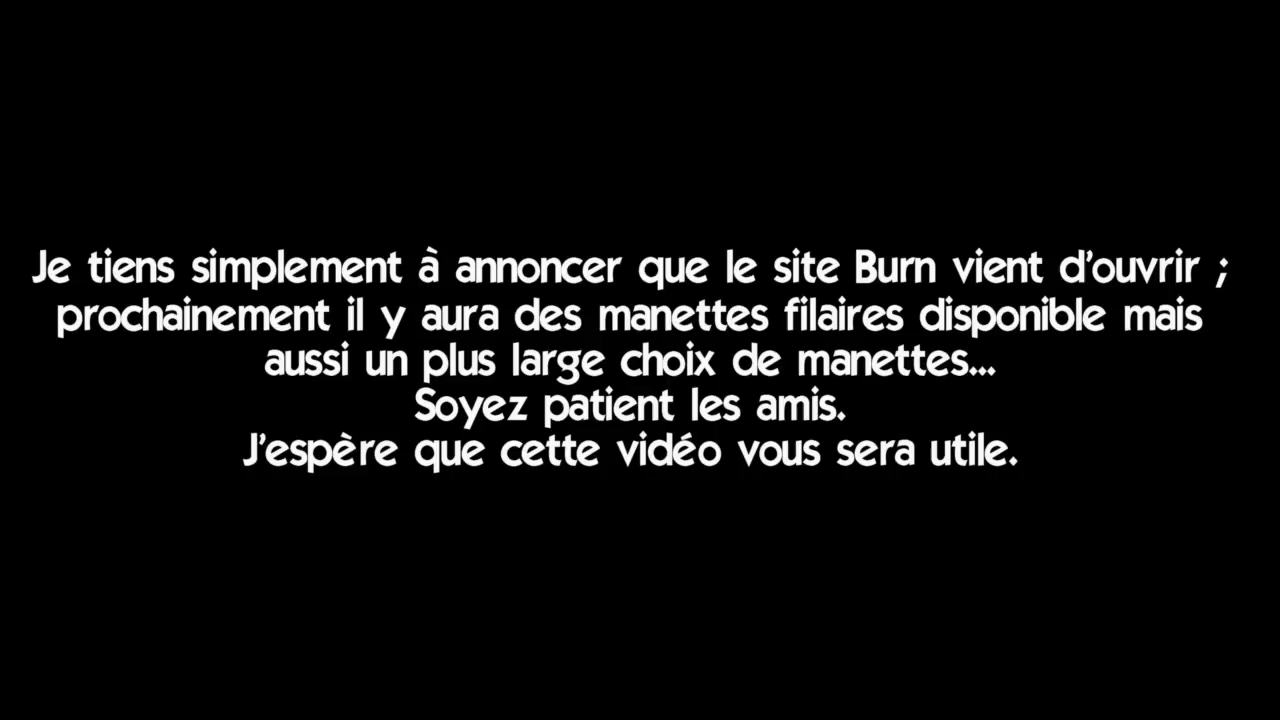 Je tiens simplement à annoncer que le site Burn vient d'ouvrir ;
prochainement il y aura des manettes filaires disponible mais
aussi un plus large choix de manettes...
Soyez patient les amis.
J'espère que cette vidéo vous sera utile.